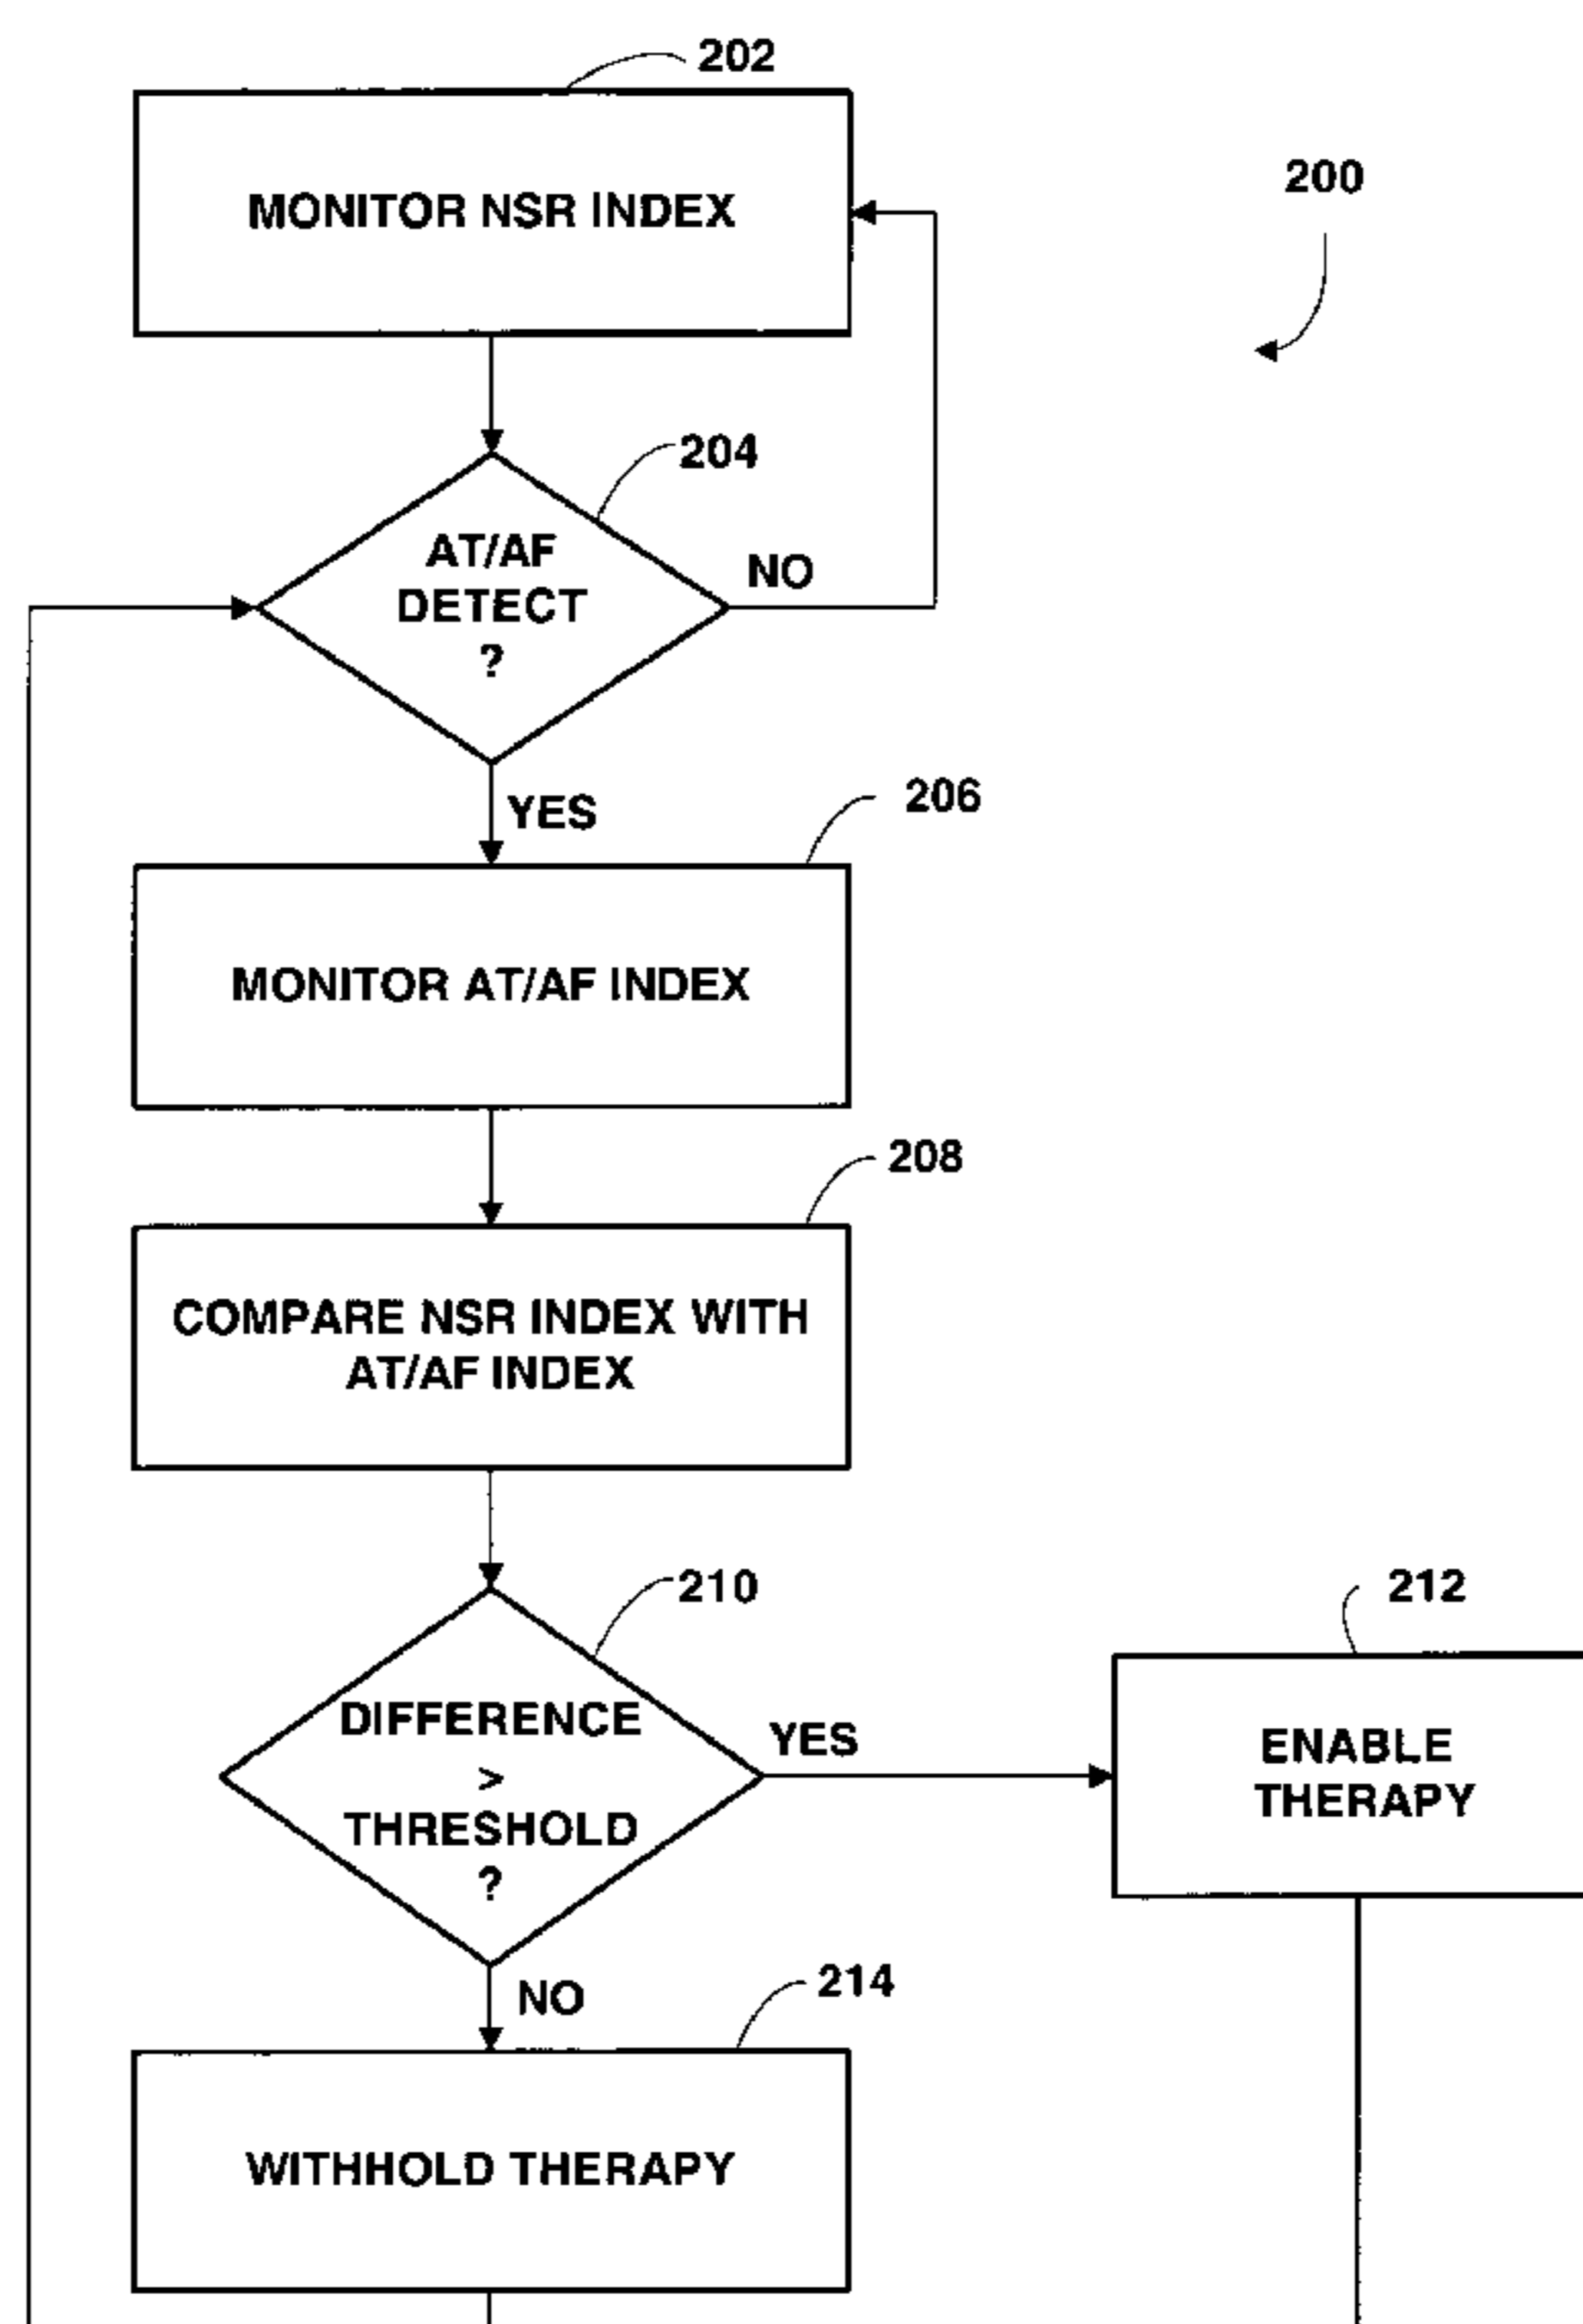 202
MONITOR NSR INDEX
200
204
AT/AF
DETECT
?
NO
YES
206
MONITOR AT/AF INDEX
208
COMPARE NSR INDEX WITH
AT/AF INDEX
210
DIFFERENCE
>
THRESHOLD
?
YES
212
ENABLE
THERAPY
NO
214
WITHHOLD THERAPY